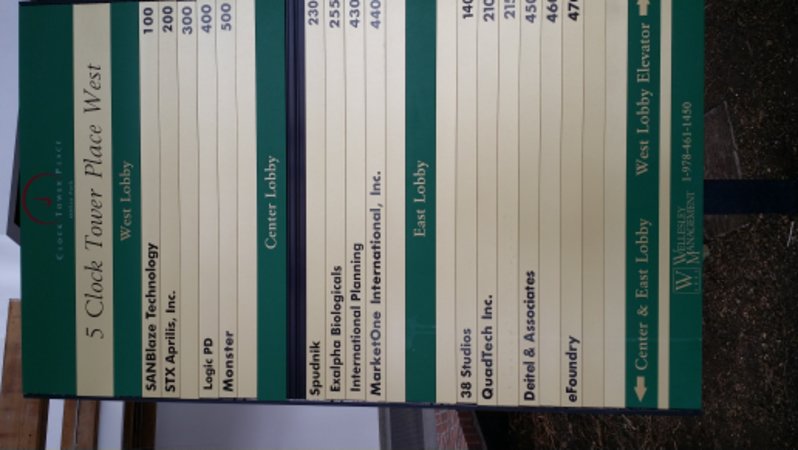 CLOCK TOWER PLACE
5 Clock Tower Place West
West Lobby
SANBlaze Technology 100
STX Aprilis, Inc. 200
300
Logic PD 400
Monster 500
Center Lobby
Spudnik 230
Exalpha Biologicals 255
International Planning 430
MarketOne International, Inc. 440
East Lobby
38 Studios 140
QuadTech Inc. 210
215
Deitel & Associates 450
460
eFoundry 470
Center & East Lobby West Lobby Elevator
W WELLESLEY MANAGEMENT 1-978-461-1450